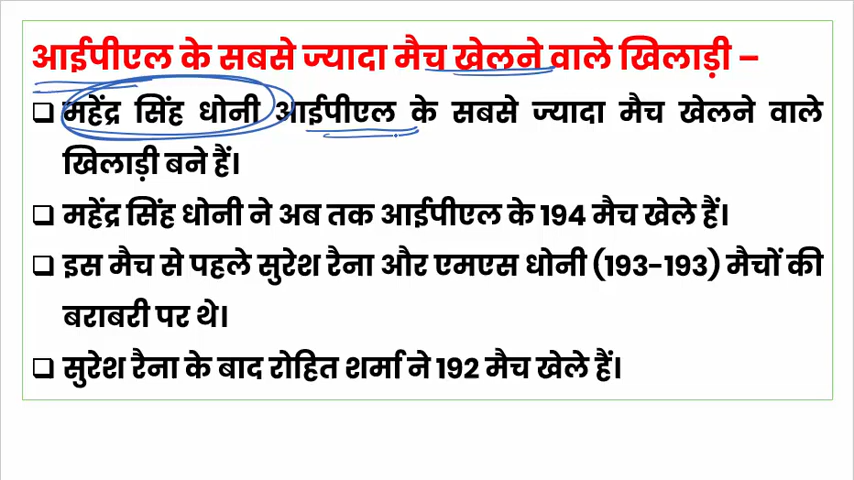 आईपीएल के सबसे ज्यादा मैच खेलने वाले खिलाड़ी –
❑ महेंद्र सिंह धोनी आईपीएल के सबसे ज्यादा मैच खेलने वाले
खिलाड़ी बने हैं।
❑ महेंद्र सिंह धोनी ने अब तक आईपीएल के 194 मैच खेले हैं।
❑ इस मैच से पहले सुरेश रैना और एमएस धोनी (193-193) मैचों की
बराबरी पर थे।
❑ सुरेश रैना के बाद रोहित शर्मा ने 192 मैच खेले हैं।